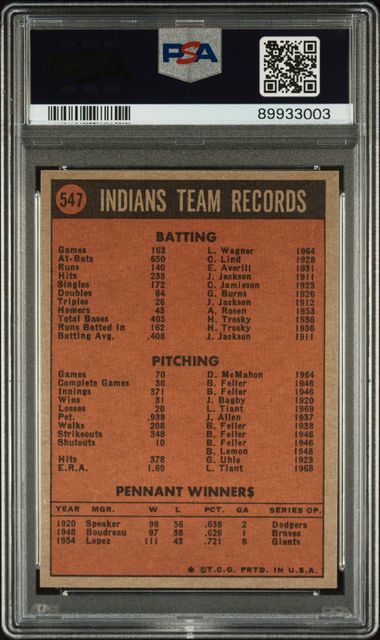 PSA
89933003
547 INDIANS TEAM RECORDS
BATTING
Games 163 L. Wagner 1964
At-Bats 650 C. Lind 1928
Runs 140 E. Averill 1931
Hits 233 J. Jackson 1911
Singles 172 C. Jamieson 1923
Doubles 64 G. Burns 1926
Triples 26 J. Jackson 1912
Homers 43 A. Rosen 1953
Total Bases 405 H. Trosky 1936
Runs Batted In 162 H. Trosky 1936
Batting Avg. .408 J. Jackson 1911
PITCHING
Games 70 D. McMahon 1964
Complete Games 36 B. Feller 1946
Innings 371 B. Feller 1946
Wins 31 J. Bagby 1920
Losses 20 L. Tiant 1969
Pct. .938 J. Allen 1937
Walks 208 B. Feller 1938
Strikeouts 348 B. Feller 1946
Shutouts 10 B. Feller 1946
B. Lemon 1948
Hits 378 G. Uhle 1923
E.R.A. 1.60 L. Tiant 1968
PENNANT WINNERS
YEAR MGR. W L PCT. GA SERIES OP.
1920 Speaker 98 56 .636 2 Dodgers
1948 Boudreau 97 58 .626 1 Braves
1954 Lopez 111 43 .721 8 Giants
©T.C.G. PRTD. IN U.S.A.